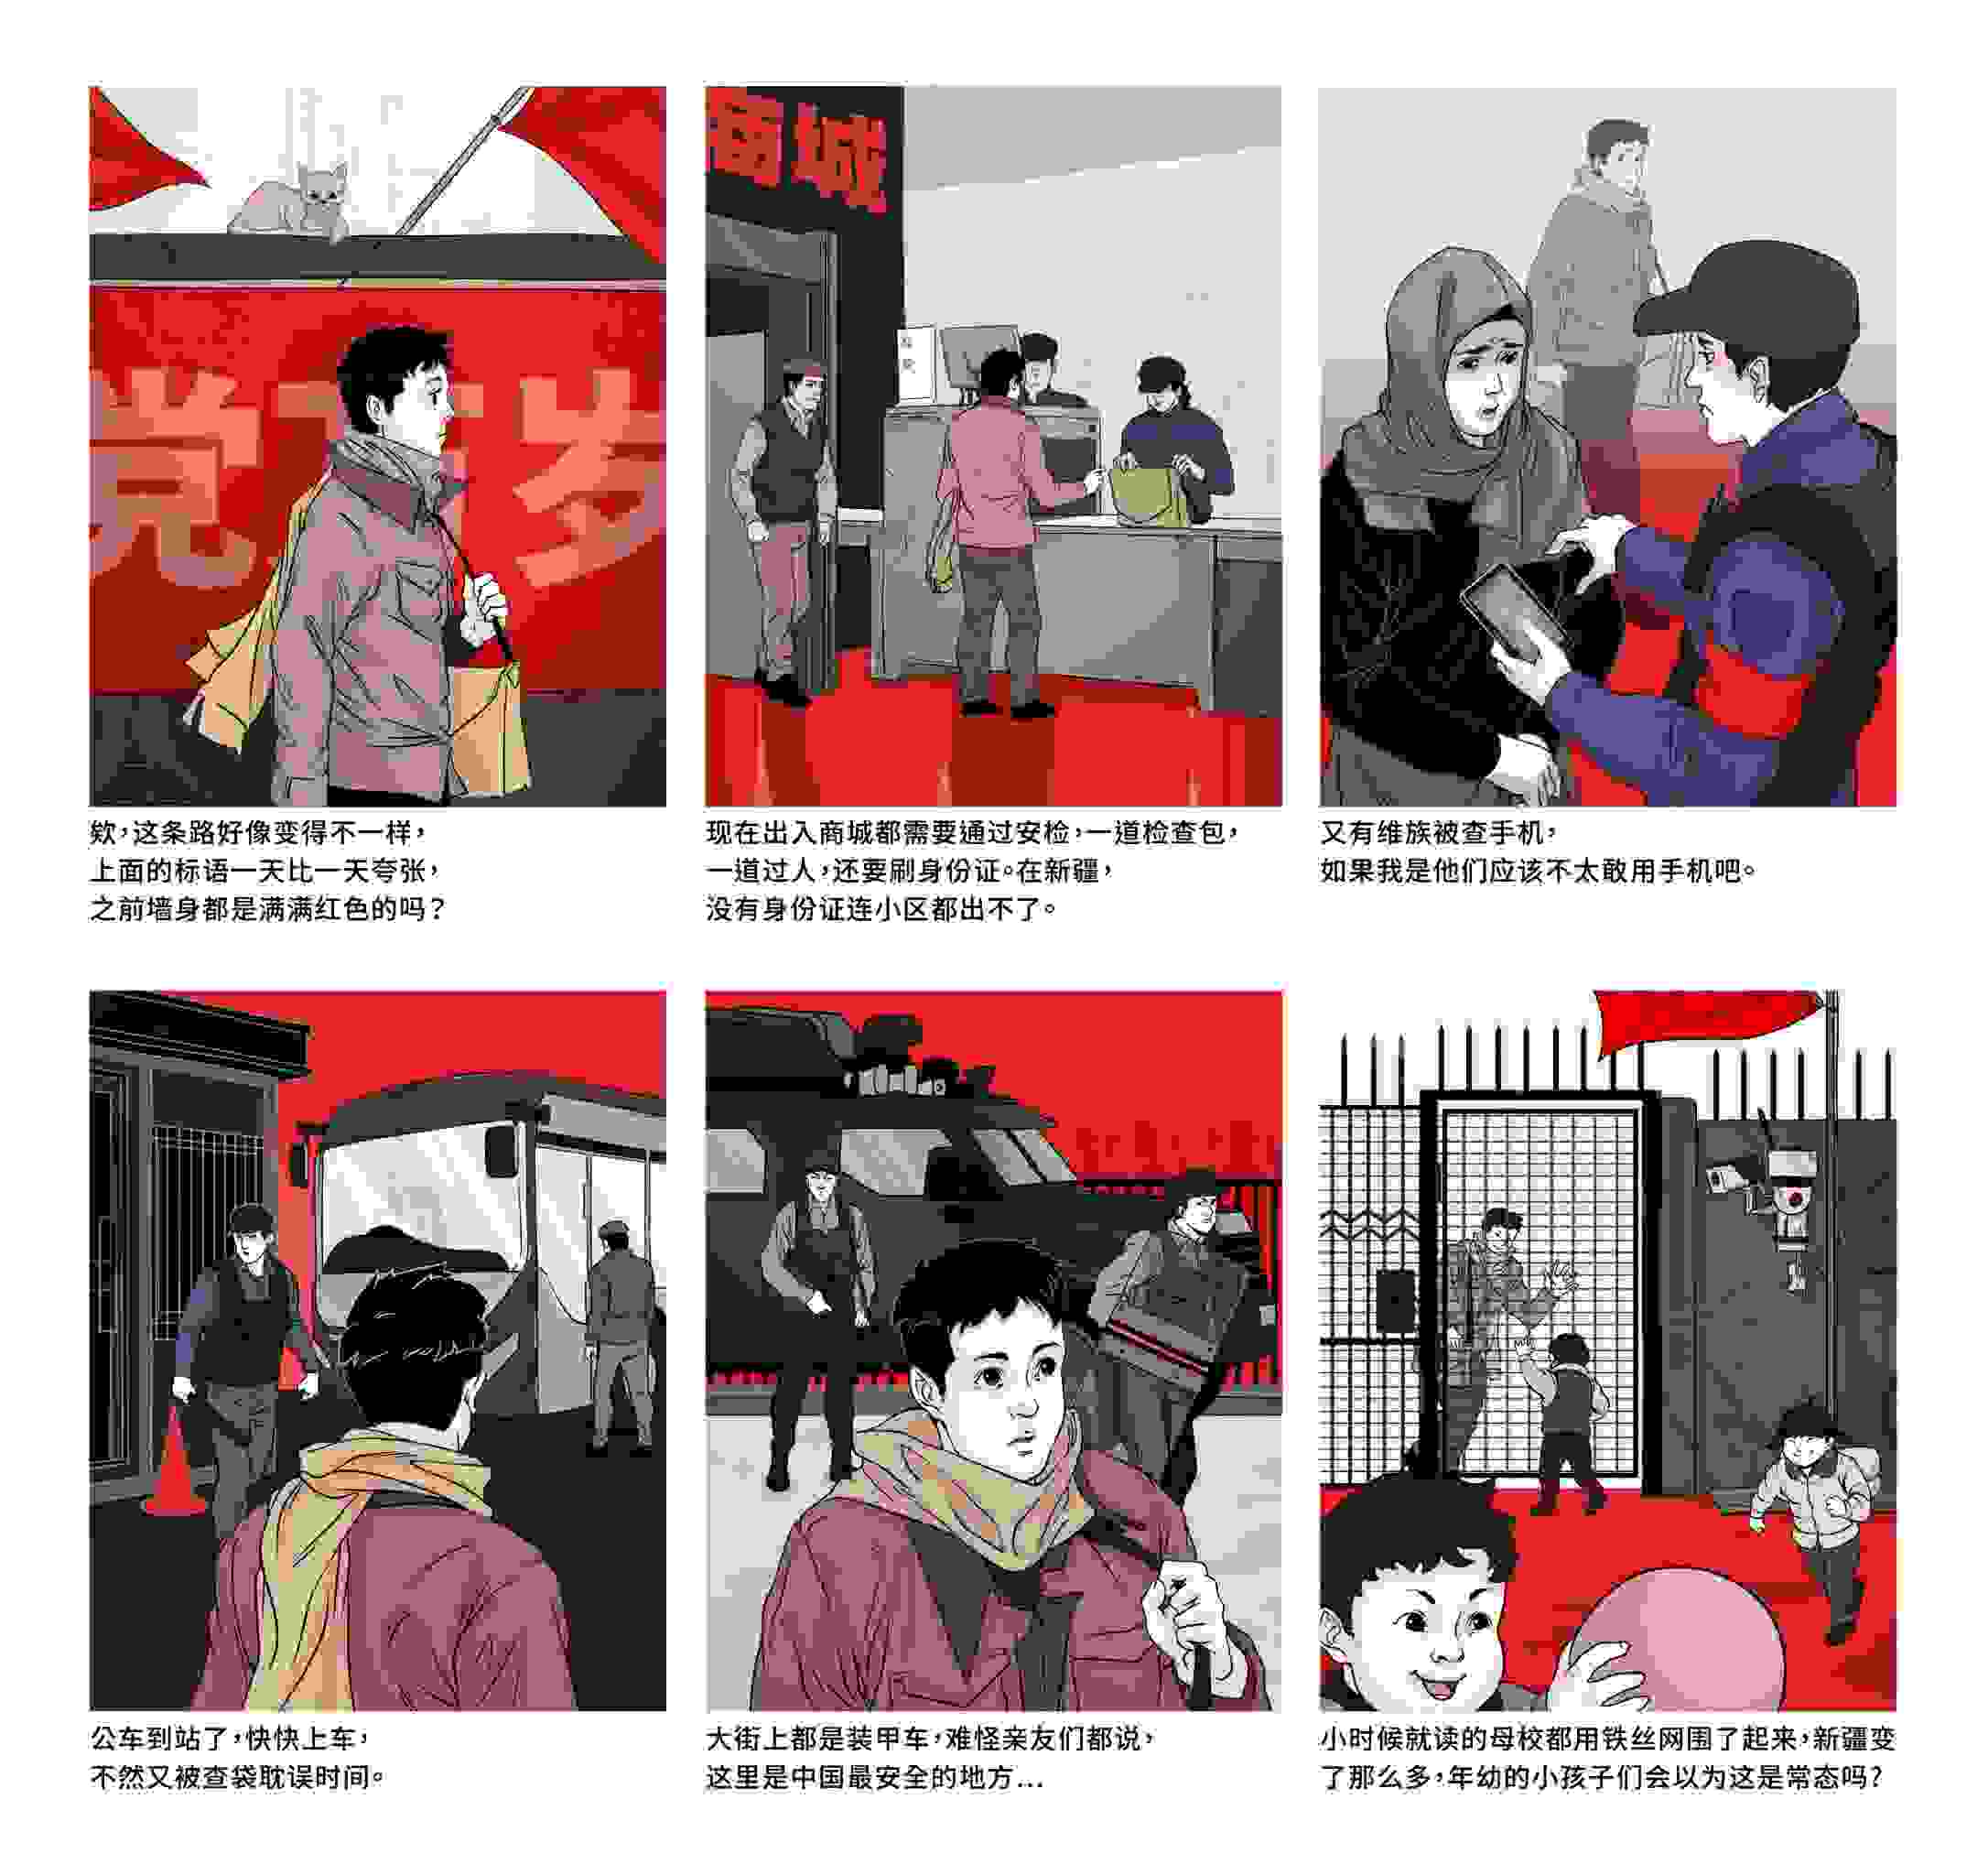 党 岁
商城
欸，这条路好像变得不一样，
上面的标语一天比一天夸张，
之前墙身都是满满红色的吗？
现在出入商城都需要通过安检，一道检查包，
一道过人，还要刷身份证。在新疆，
没有身份证连小区都出不了。
又有维族被查手机，
如果我是他们应该不太敢用手机吧。
公车到站了，快快上车，
不然又被查袋耽误时间。
大街上都是装甲车，难怪亲友们都说，
这里是中国最安全的地方...
小时候就读的母校都用铁丝网围了起来，新疆变
了那么多，年幼的小孩子们会以为这是常态吗？